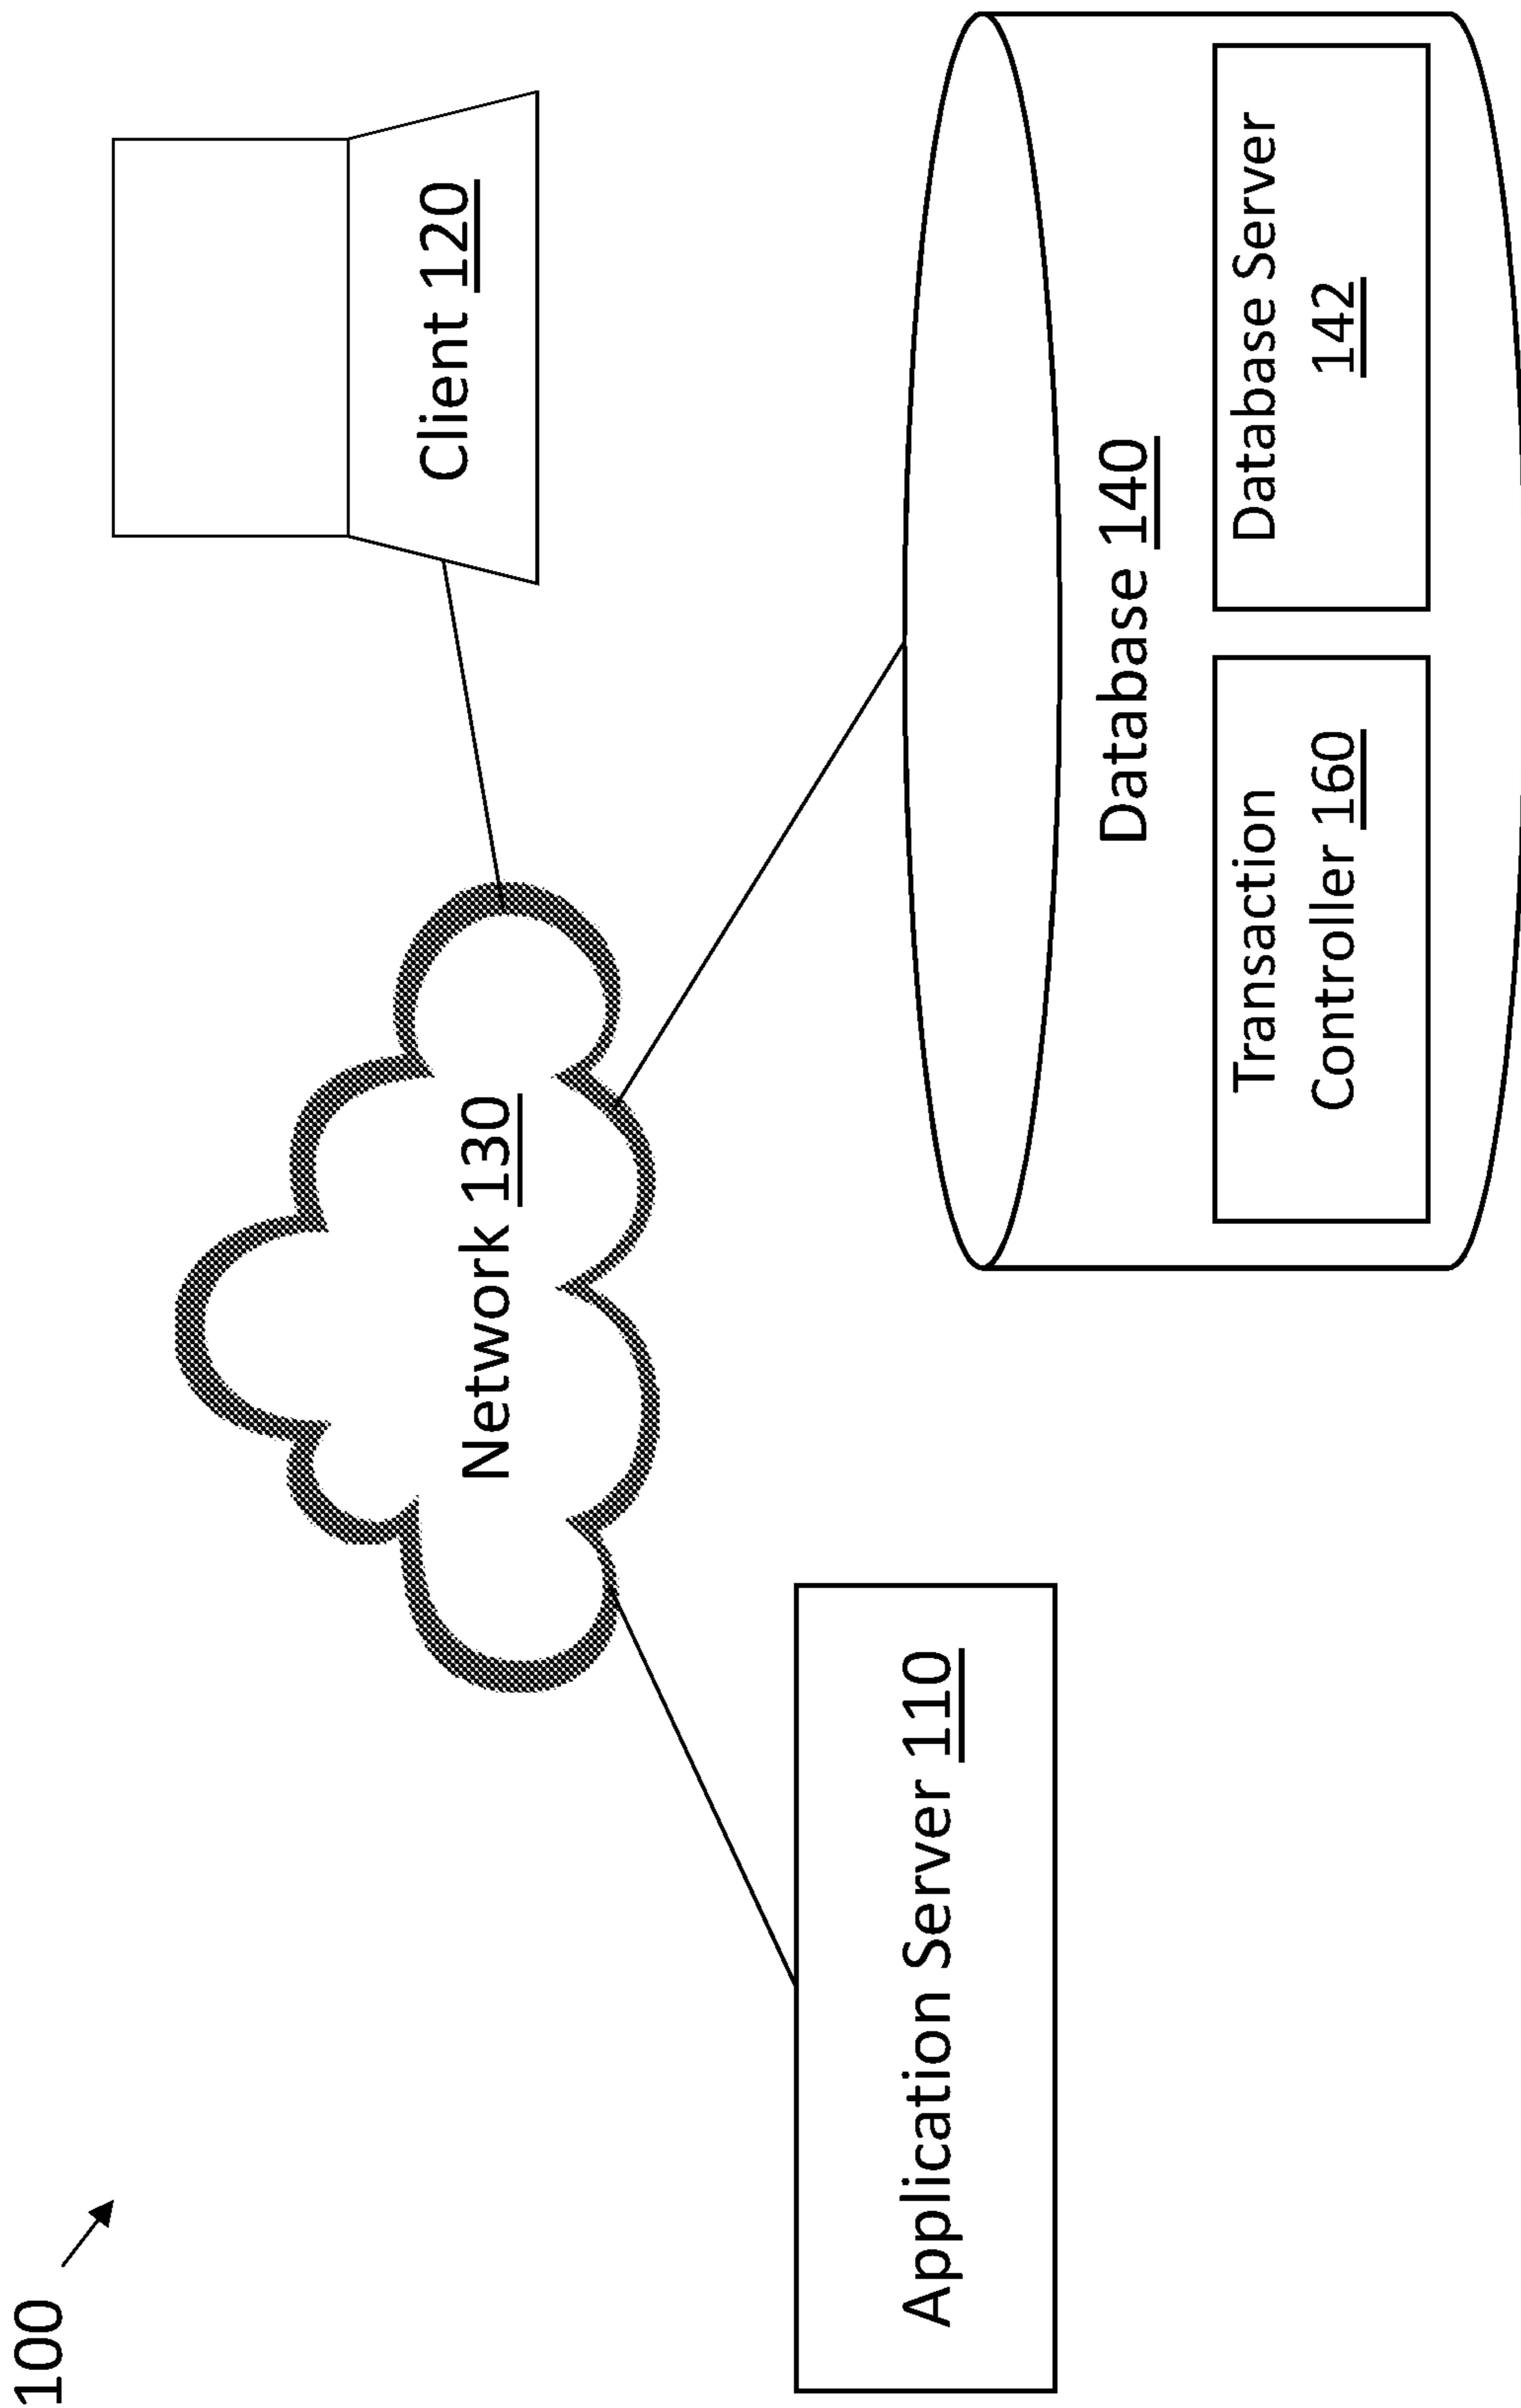 100
Client 120
Network 130
Application Server 110
Database 140
Transaction
Controller 160
Database Server
142